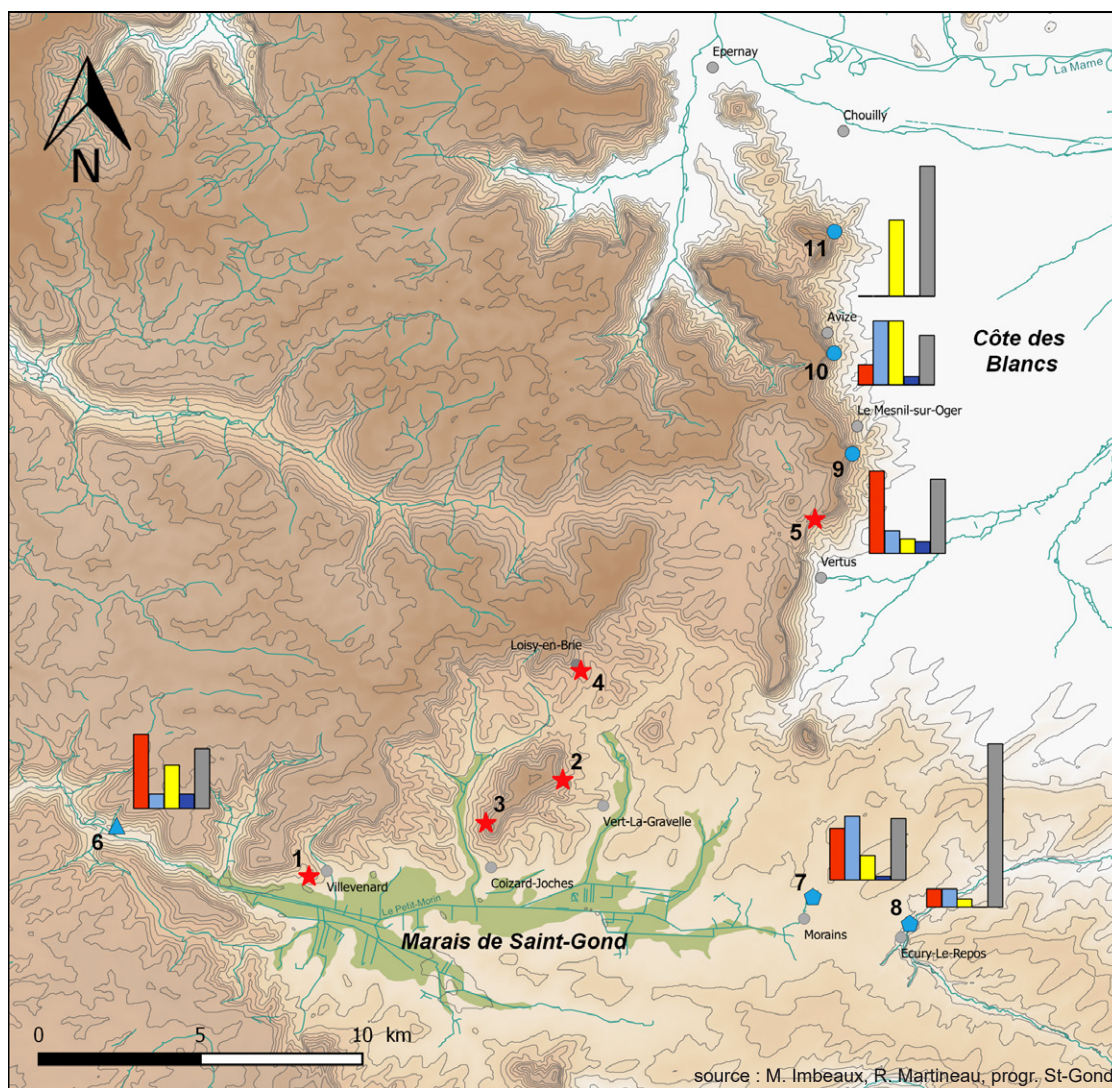 Epernay
La Marne
Chouilly
N
11
Avize
Côte des
Blancs
10
Le Mesnil-sur-Oger
9
5
Vertus
Loisy-en-Brie
4
2
3
Vert-La-Gravelle
6
1
Villevenard
Coizard-Joches
7
8
Le Petit-Morin
Morains
Marais de Saint-Gond
Ecury-Le-Repos
0 5 10 km
source : M. Imbeaux, R. Martineau, progr. St-Gond